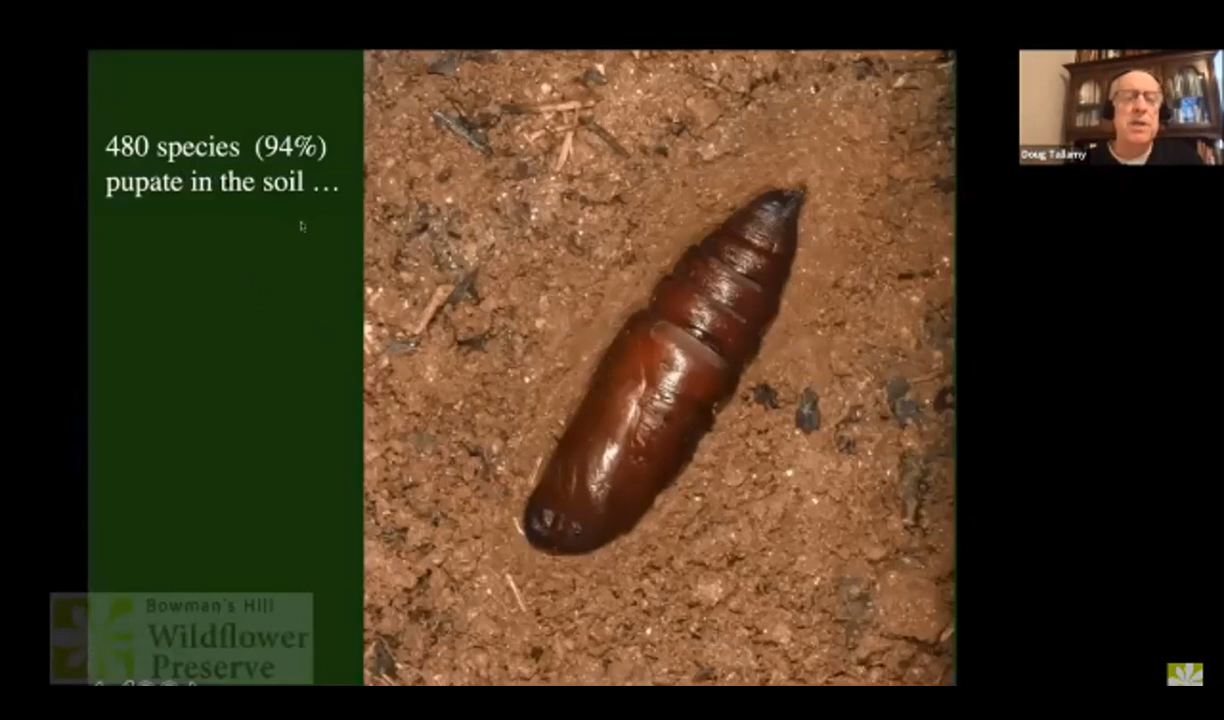 480 species (94%)
pupate in the soil ...
Doug Tallamy
Bowman's Hill
Wildflower
Preserve